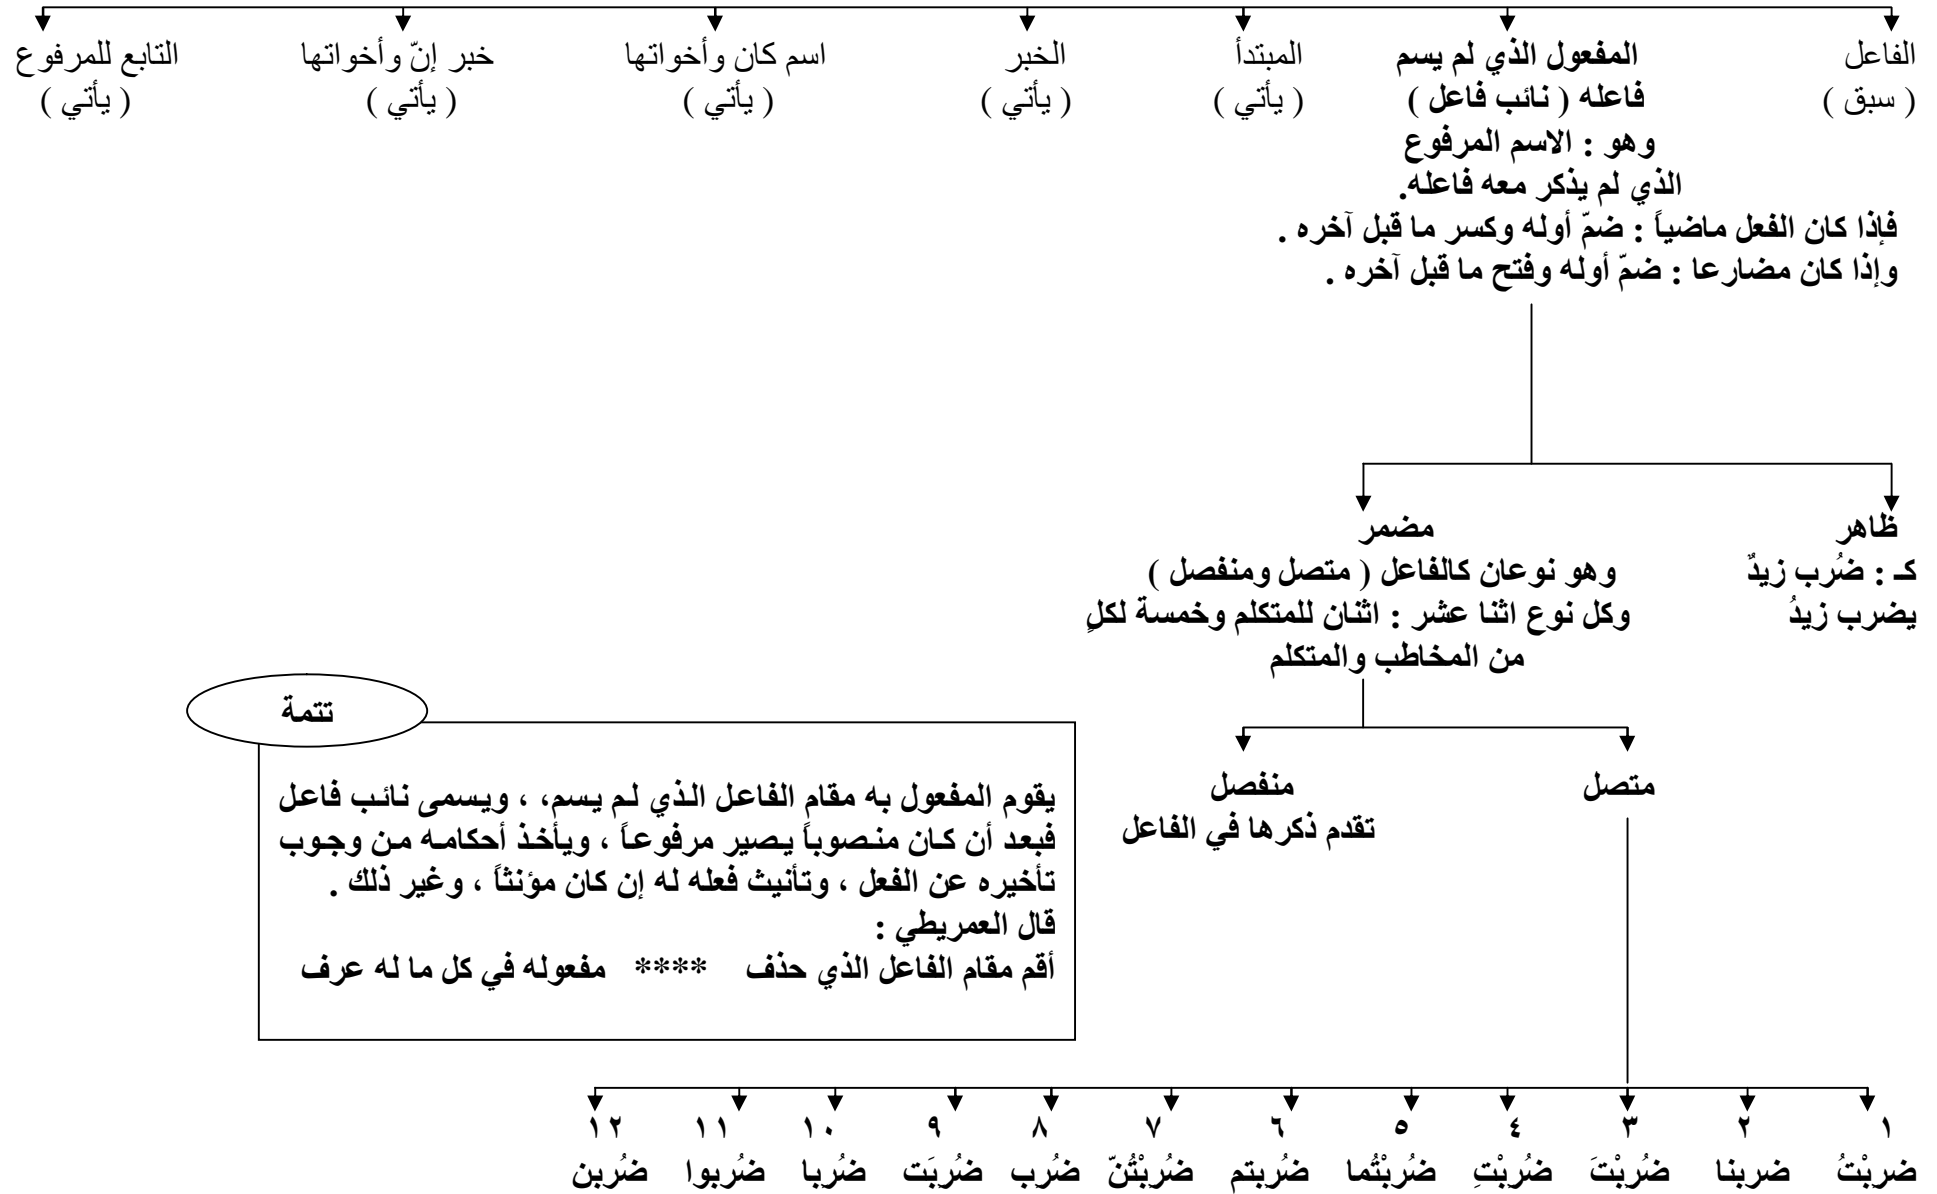 الفاعل
( سبق )
المفعول الذي لم يسم
فاعله ( نائب فاعل )
وهو : الاسم المرفوع
الذي لم يذكر معه فاعله.
فإذا كان الفعل ماضياً : ضمّ أوله وكسر ما قبل آخره .
وإذا كان مضارعا : ضمّ أوله وفتح ما قبل آخره .
المبتدأ
( يأتي )
الخبر
( يأتي )
اسم كان وأخواتها
( يأتي )
خبر إنّ وأخواتها
( يأتي )
التابع للمرفوع
( يأتي )
ظاهر
كـ : ضُرب زيدٌ
يضرب زيدُ
مضمر
وهو نوعان كالفاعل ( متصل ومنفصل )
وكل نوع اثنا عشر : اثنان للمتكلم وخمسة لكلٍ
من المخاطب والمتكلم
متصل
منفصل
تقدم ذكرها في الفاعل
تتمة
يقوم المفعول به مقام الفاعل الذي لم يسم، ، ويسمى نائب فاعل
فبعد أن كان منصوباً يصير مرفوعاً ، ويأخذ أحكامه من وجوب
تأخيره عن الفعل ، وتأنيث فعله له إن كان مؤنثاً ، وغير ذلك .
قال العمريطي :
أقم مقام الفاعل الذي حذف **** مفعوله في كل ما له عرف
١ ٢ ٣ ٤ ٥ ٦ ٧ ٨ ٩ ١٠ ١١ ١٢
ضربْتُ ضربنا ضُربْتَ ضُربْتِ ضُربْتُما ضُربتم ضُربْتُنّ ضُرب ضُربَت ضُربا ضُربوا ضُربن